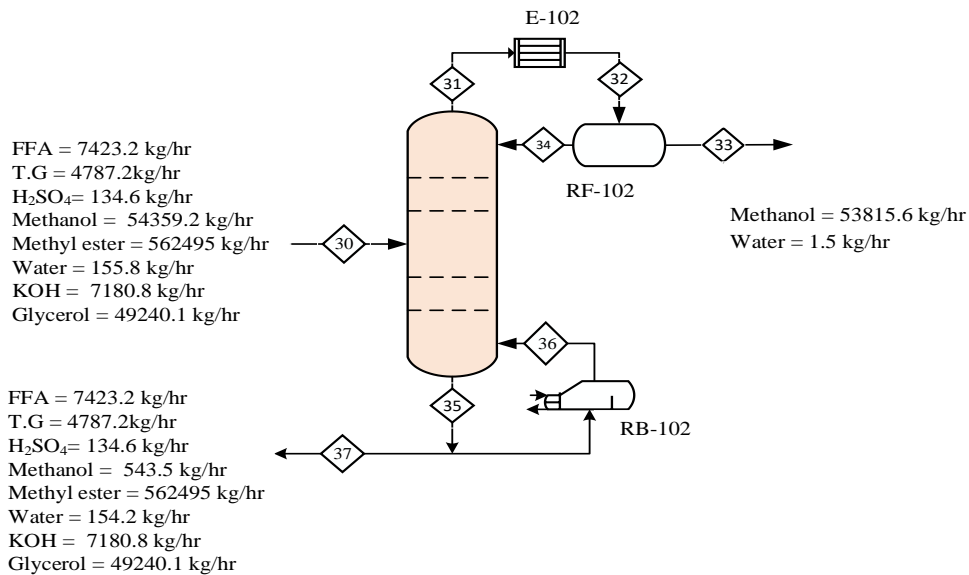 E-102
31
32
34
33
RF-102
FFA = 7423.2 kg/hr
T.G = 4787.2kg/hr
H₂SO₄= 134.6 kg/hr
Methanol = 54359.2 kg/hr
Methyl ester = 562495 kg/hr
Water = 155.8 kg/hr
KOH = 7180.8 kg/hr
Glycerol = 49240.1 kg/hr
30
Methanol = 53815.6 kg/hr
Water = 1.5 kg/hr
36
35
RB-102
37
FFA = 7423.2 kg/hr
T.G = 4787.2kg/hr
H₂SO₄= 134.6 kg/hr
Methanol = 543.5 kg/hr
Methyl ester = 562495 kg/hr
Water = 154.2 kg/hr
KOH = 7180.8 kg/hr
Glycerol = 49240.1 kg/hr